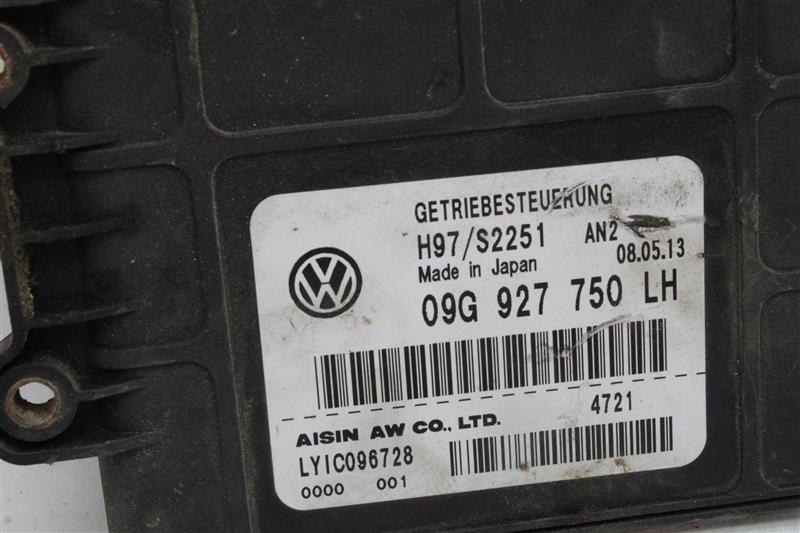 GETRIEBESTEUERUNG
H97/S2251 AN2
Made in Japan 08.05.13
09G 927 750 LH
4721
AISIN AW CO., LTD.
LYIC096728
0000 001